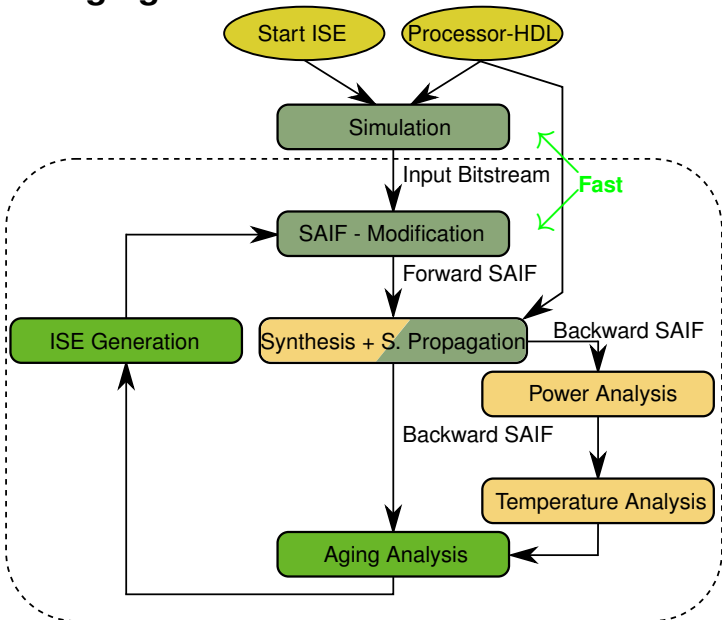 Start ISE
Processor-HDL
Simulation
Input Bitstream
Fast
SAIF - Modification
Forward SAIF
ISE Generation
Synthesis + S. Propagation
Backward SAIF
Power Analysis
Backward SAIF
Temperature Analysis
Aging Analysis